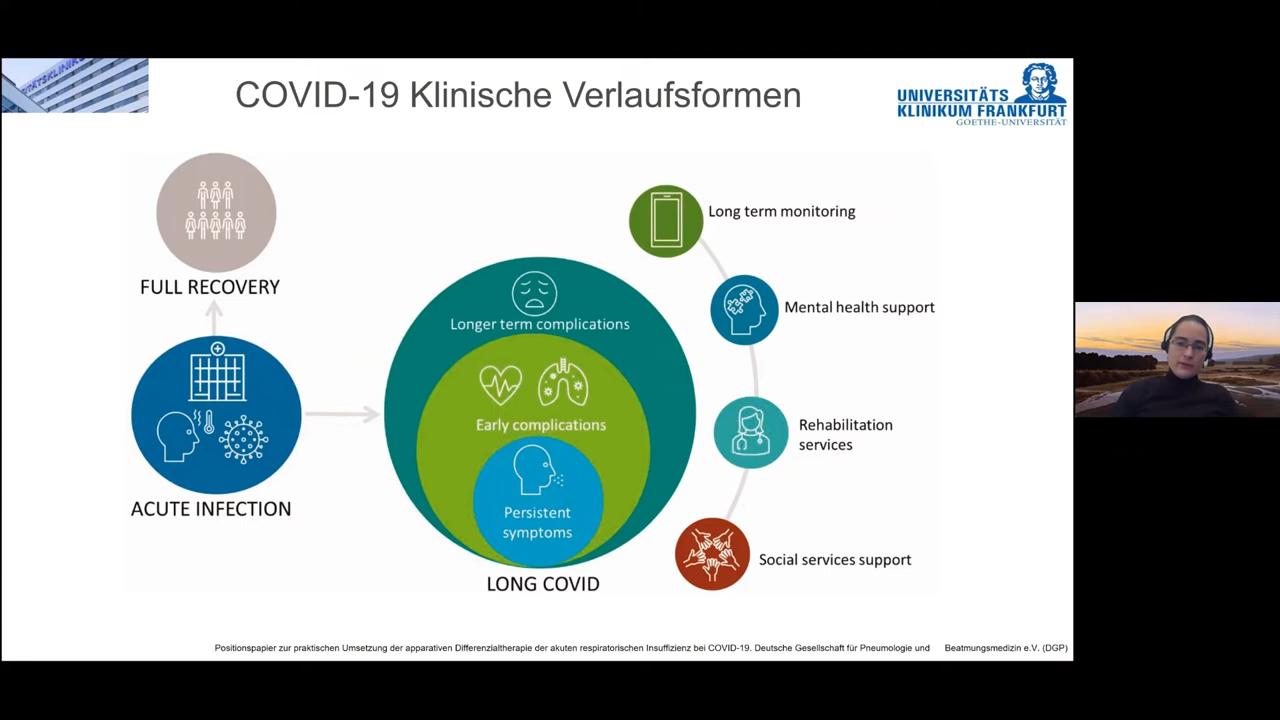 TÄTSKLINIKU
COVID-19 Klinische Verlaufsformen
UNIVERSITÄTS
KLINIKUM FRANKFURT
GOETHE-UNIVERSITÄT
FULL RECOVERY
ACUTE INFECTION
Longer term complications
Early complications
Persistent
symptoms
LONG COVID
Long term monitoring
Mental health support
Rehabilitation
services
Social services support
Positionspapier zur praktischen Umsetzung der apparativen Differenzialtherapie der akuten respiratorischen Insuffizienz bei COVID-19. Deutsche Gesellschaft für Pneumologie und Beatmungsmedizin e.V. (DGP)